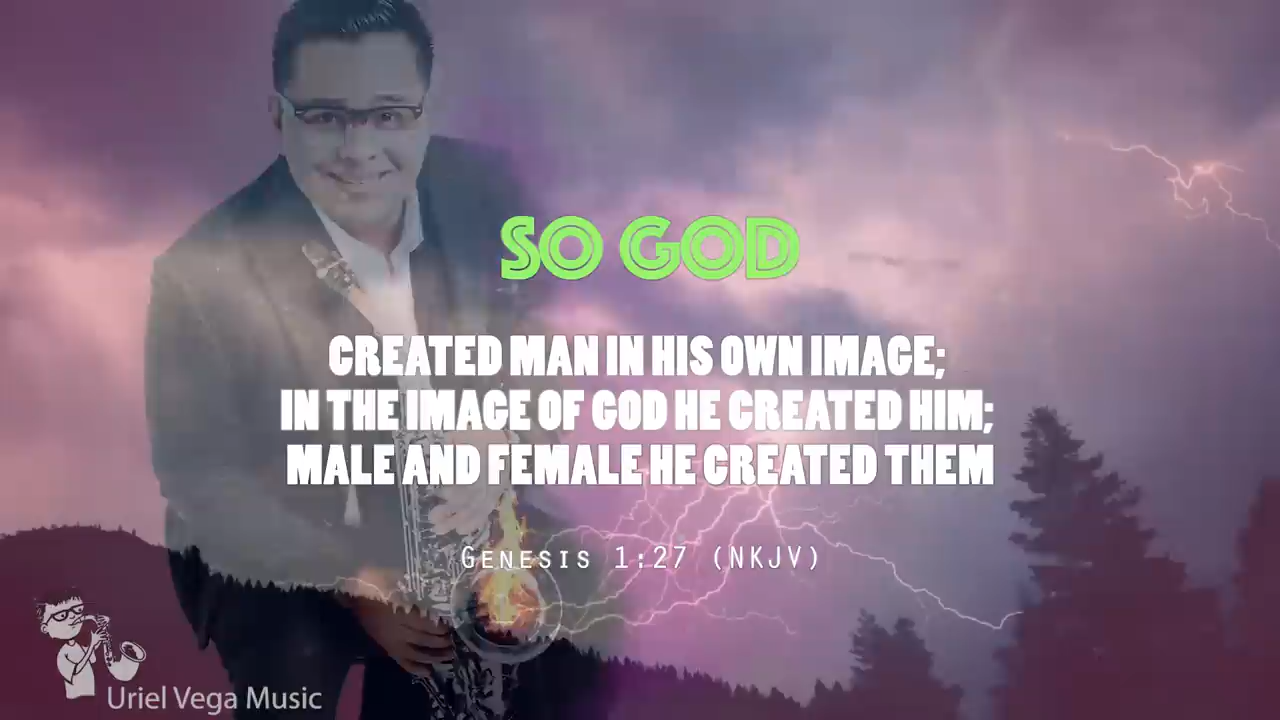 SO GOD
CREATED MAN IN HIS OWN IMAGE;
IN THE IMAGE OF GOD HE CREATED HIM;
MALE AND FEMALE HE CREATED THEM
GENESIS 1:27 (NKJV)
Uriel Vega Music